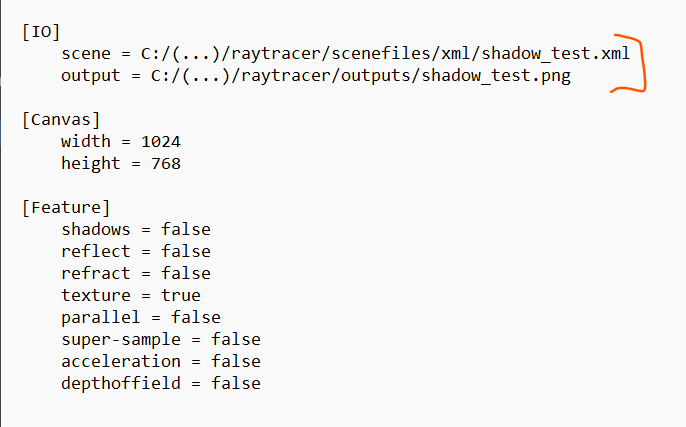 [IO]
scene = C:/(...)/raytracer/scenefiles/xml/shadow_test.xml
output = C:/(...)/raytracer/outputs/shadow_test.png
[Canvas]
width = 1024
height = 768
[Feature]
shadows = false
reflect = false
refract = false
texture = true
parallel = false
super-sample = false
acceleration = false
depthoffield = false